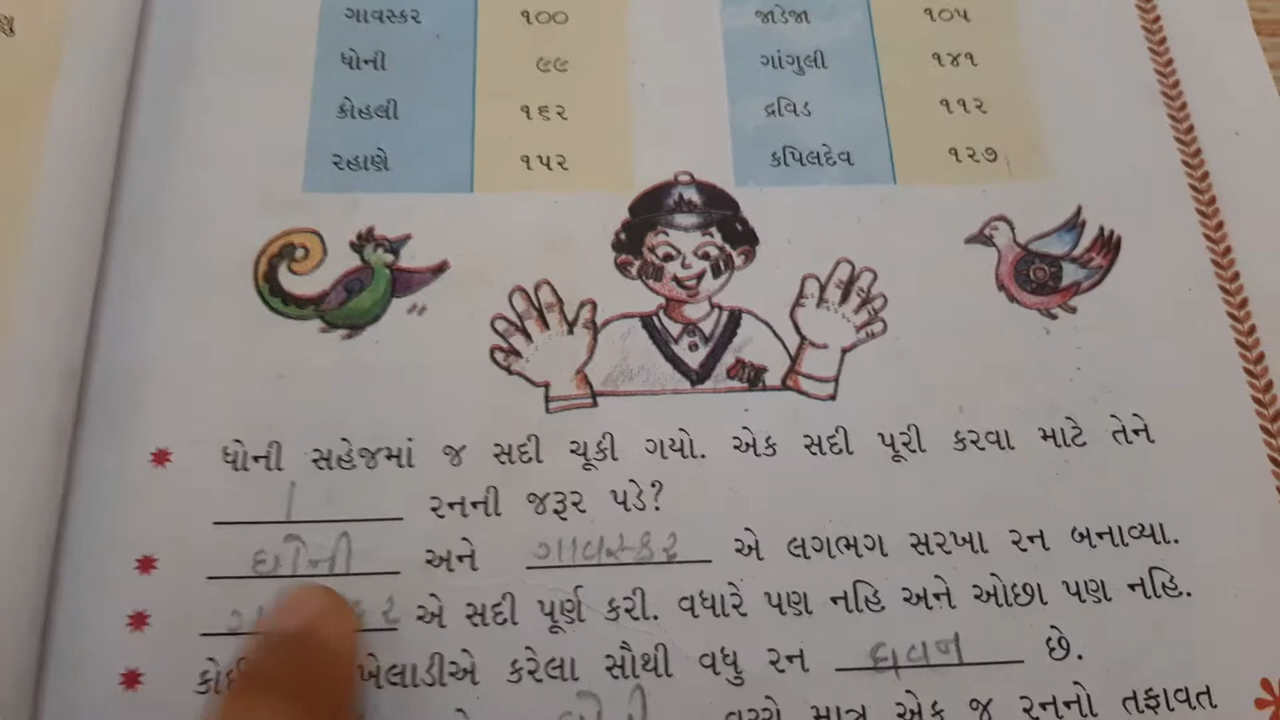 ગાવસ્કર ૧૦૦ જાડેજા ૧૦૫
ધોની ૯૯ ગાંગુલી ૧૪૧
કોહલી ૧૬૨ દ્રવિડ ૧૧૨
રહાણે ૧૫૨ કપિલદેવ ૧૨૭
ધોની સહેજમાં જ સદી ચૂકી ગયો. એક સદી પૂરી કરવા માટે તેને
1 રનની જરૂર પડે?
ધોની અને ગાવસ્કર એ લગભગ સરખા રન બનાવ્યા.
એ સદી પૂર્ણ કરી. વધારે પણ નહિ અને ઓછા પણ નહિ.
ખેલાડીએ કરેલા સૌથી વધુ રન ધવન છે.
વચ્ચે માત્ર એક જ રનનો તફાવત